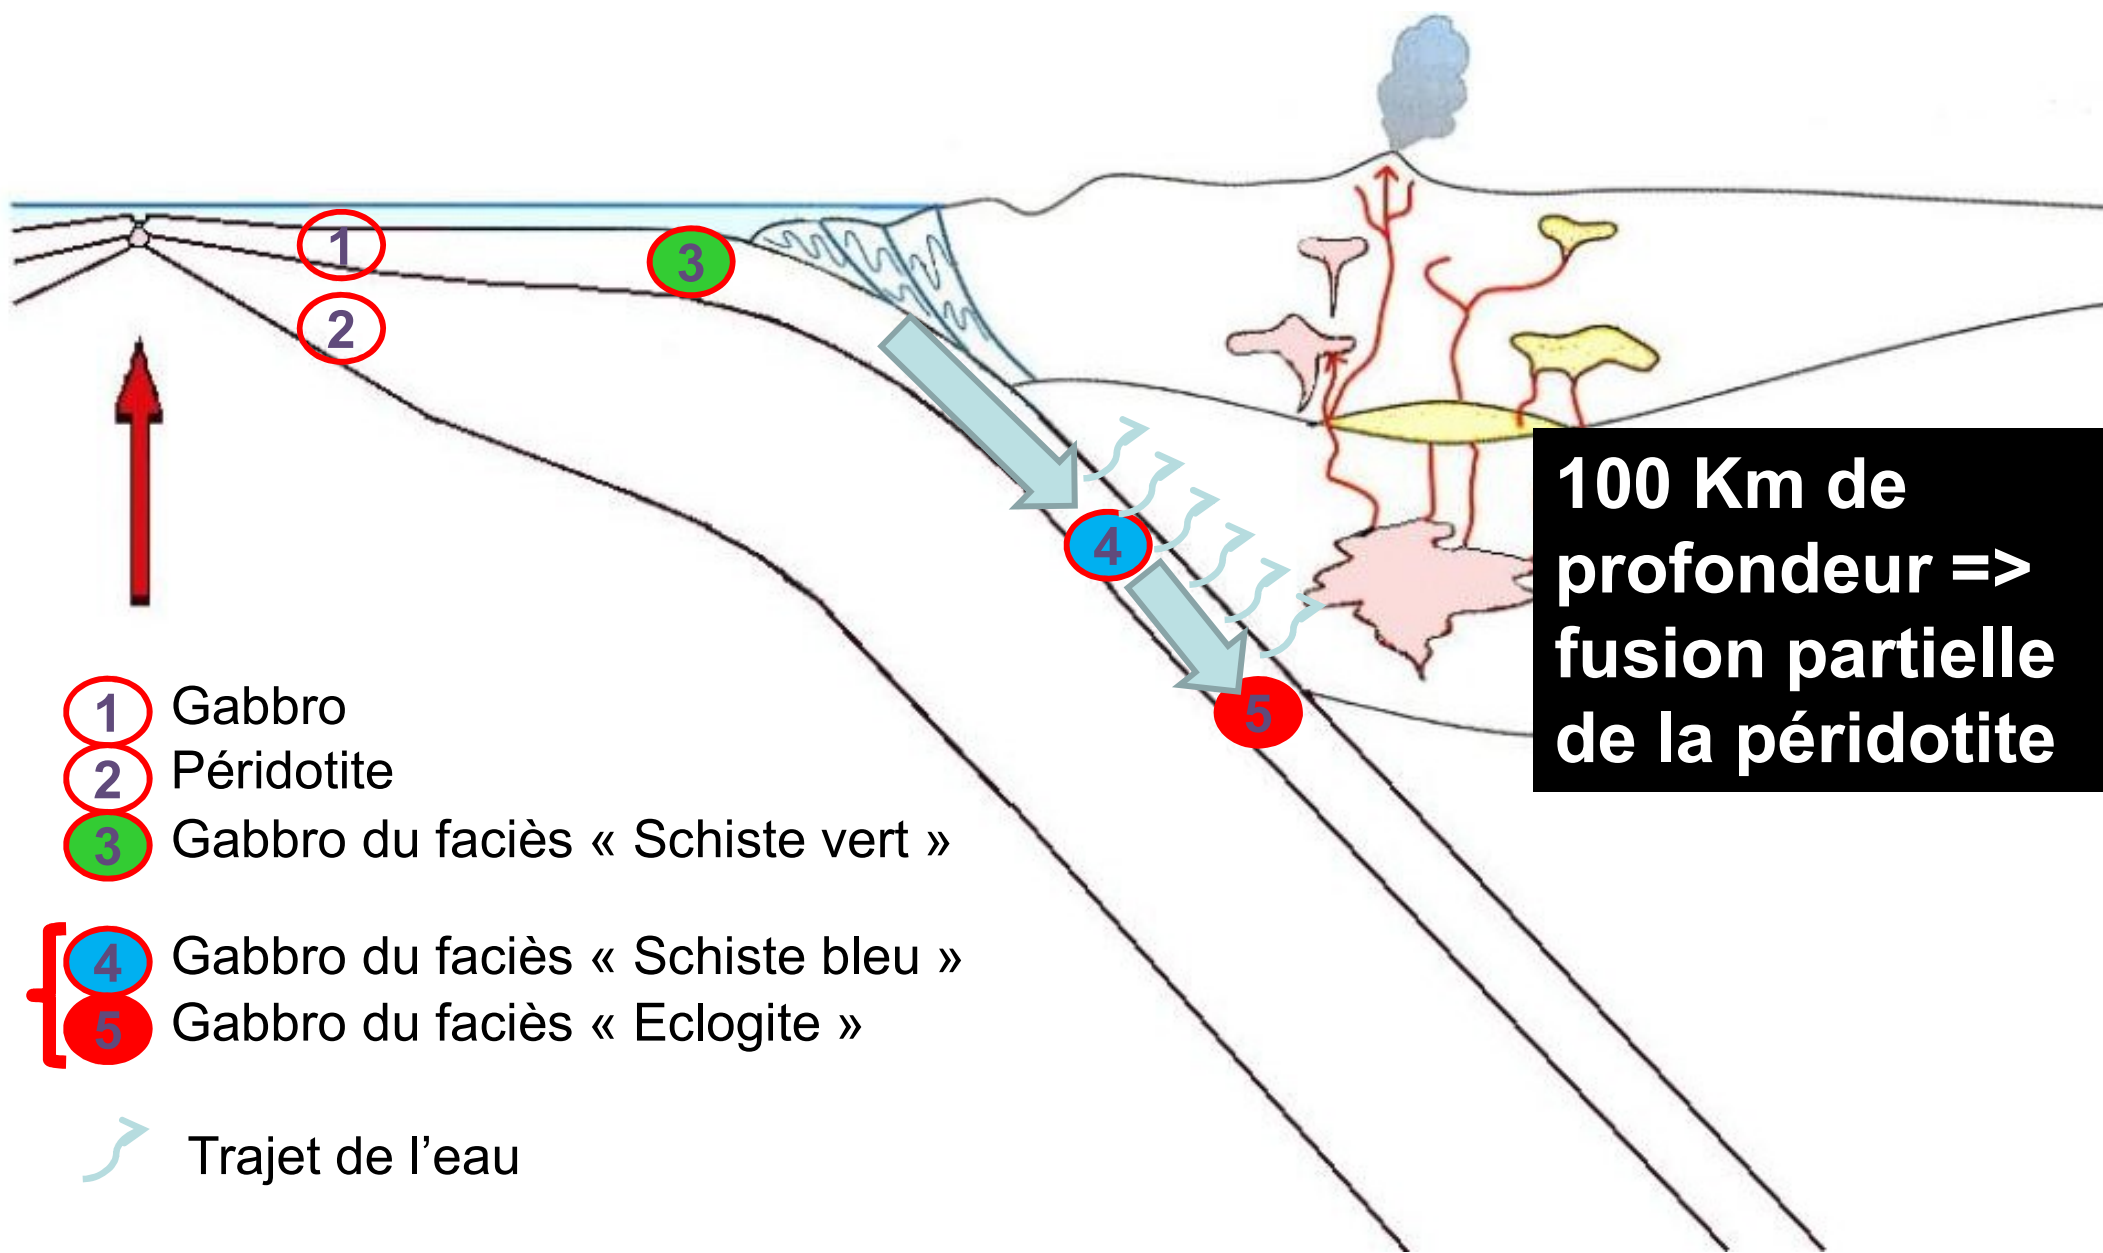 1
3
2
4
5
100 Km de
profondeur =>
fusion partielle
de la péridotite
1 Gabbro
2 Péridotite
3 Gabbro du faciès « Schiste vert »
4 Gabbro du faciès « Schiste bleu »
5 Gabbro du faciès « Eclogite »
Trajet de l’eau